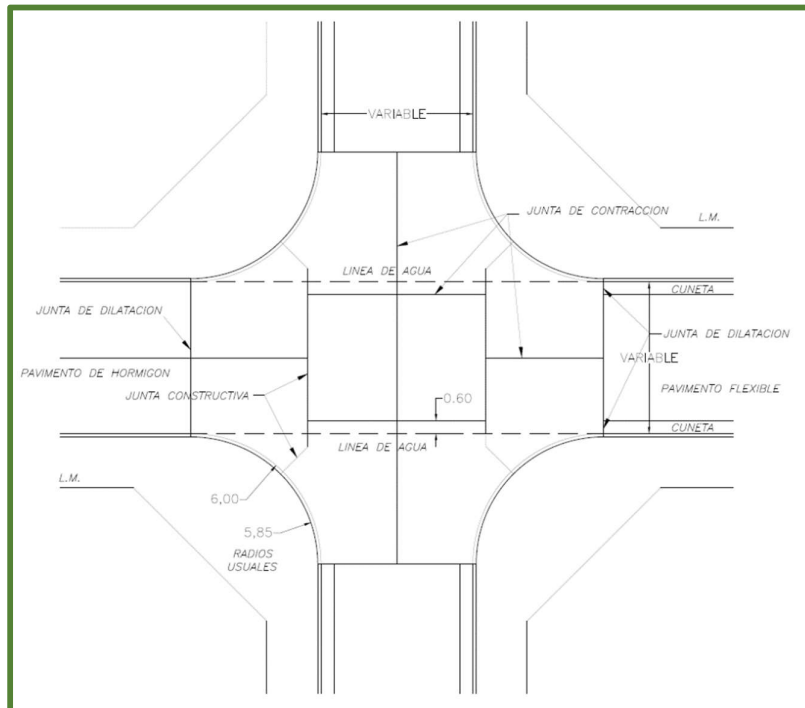 VARIABLE
JUNTA DE CONTRACCION
L.M.
LINEA DE AGUA
CUNETA
JUNTA DE DILATACION
JUNTA DE DILATACION
VARIABLE
PAVIMENTO DE HORMIGON
PAVIMENTO FLEXIBLE
JUNTA CONSTRUCTIVA
0.60
CUNETA
LINEA DE AGUA
L.M.
6,00
5,85
RADIOS
USUALES